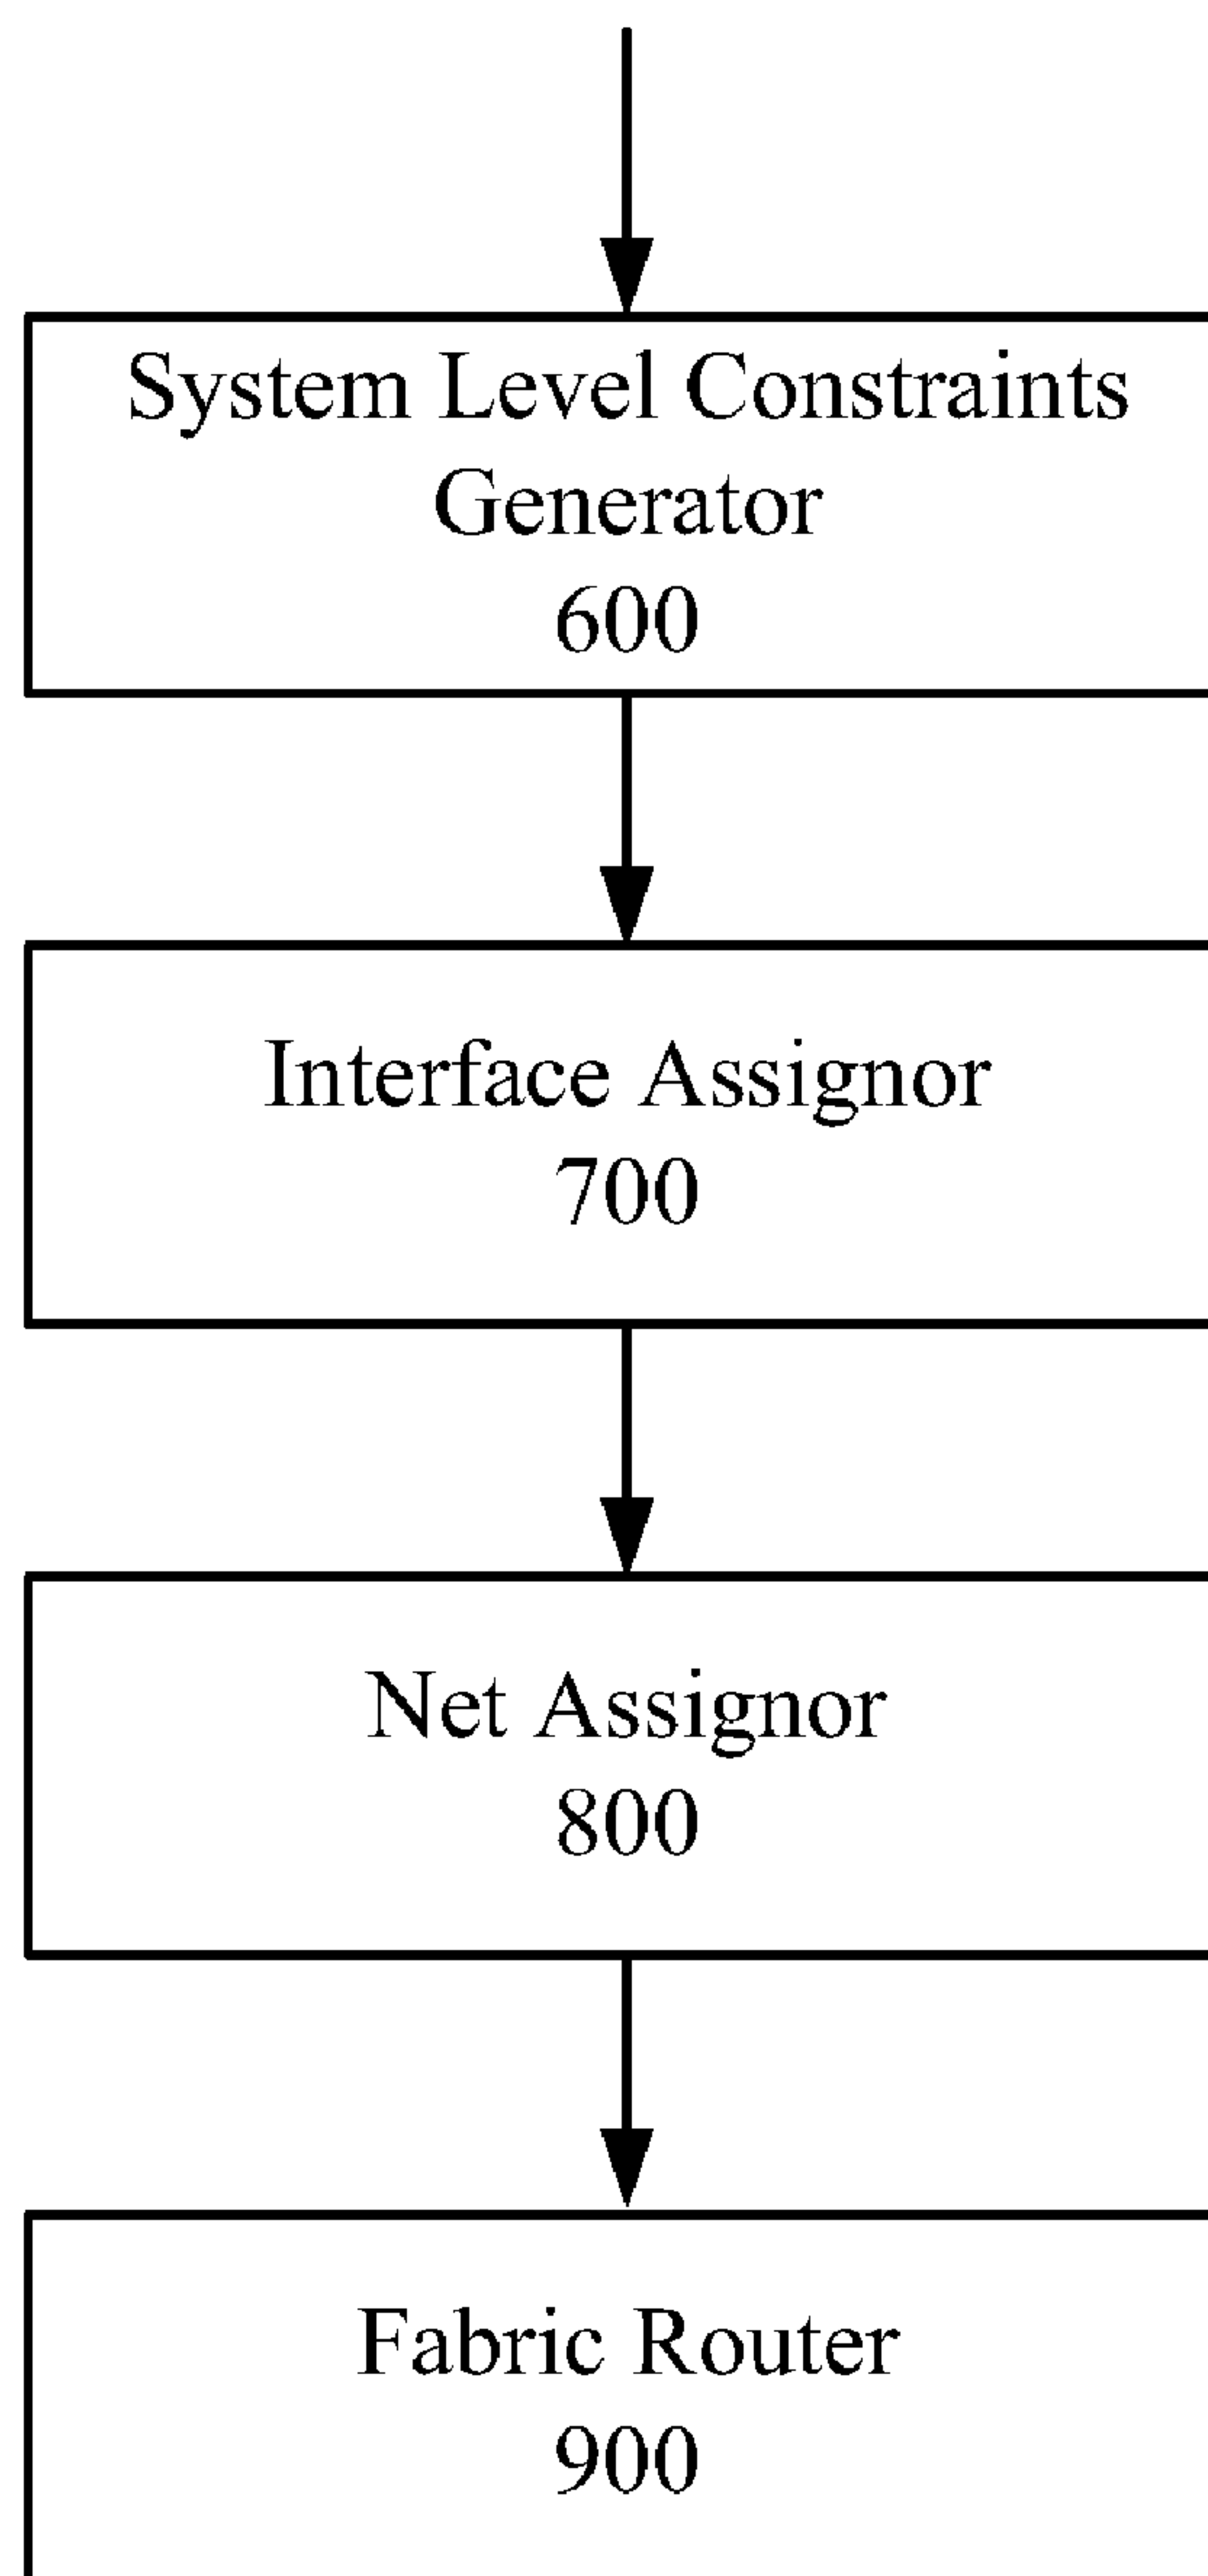 System Level Constraints
Generator
600
Interface Assignor
700
Net Assignor
800
Fabric Router
900